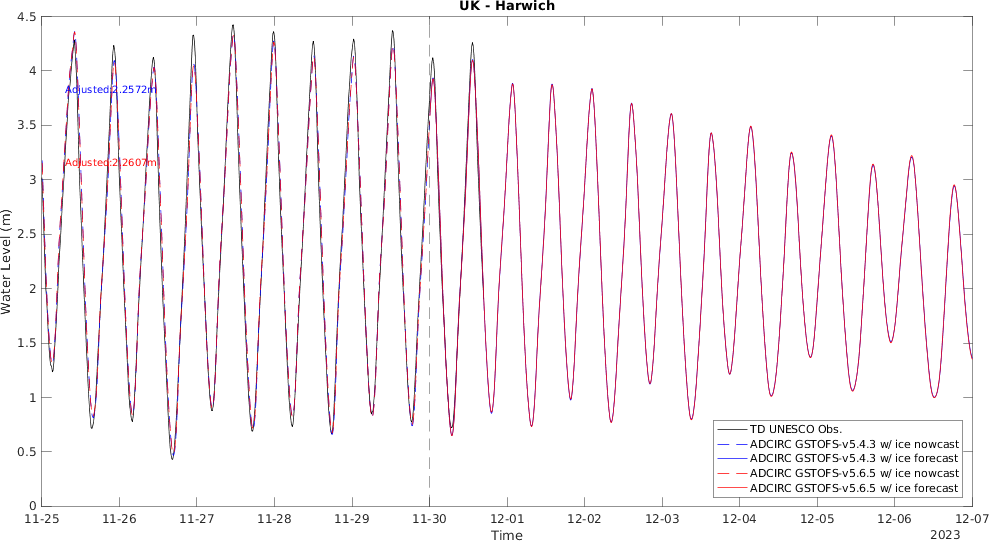 UK - Harwich
4.5
4
3.5
3
2.5
2
1.5
1
0.5
0
Water Level (m)
Adjusted:2.2572m
Adjusted:2.2607m
TD UNESCO Obs.
ADCIRC GSTOFS-v5.4.3 w/ ice nowcast
ADCIRC GSTOFS-v5.4.3 w/ ice forecast
ADCIRC GSTOFS-v5.6.5 w/ ice nowcast
ADCIRC GSTOFS-v5.6.5 w/ ice forecast
11-25 11-26 11-27 11-28 11-29 11-30 12-01 12-02 12-03 12-04 12-05 12-06 12-07
Time
2023